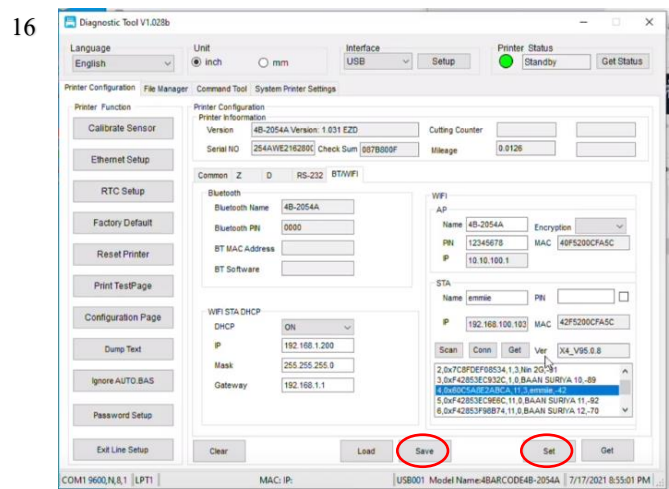 16
Diagnostic Tool V1.028b
Language
Unit
Interface
Printer Status
English
inch
mm
USB
Setup
Standby
Get Status
Printer Configuration
File Manager
Command Tool
System Printer Settings
Printer Function
Calibrate Sensor
Ethernet Setup
RTC Setup
Factory Default
Reset Printer
Print TestPage
Configuration Page
Dump Text
Ignore AUTO.BAS
Password Setup
Exit Line Setup
Printer Configuration
Printer Infoormation
Version
4B-2054A Version: 1.031 EZD
Cutting Counter
Serial NO
254AWE216280C
Check Sum
087B800F
Mileage
0.0126
Common
Z
D
RS-232
BT/WIFI
Bluetooth
Bluetooth Name
4B-2054A
Bluetooth PIN
0000
BT MAC Address
BT Software
WIFI STA DHCP
DHCP
ON
IP
192.168.1.200
Mask
255.255.255.0
Gateway
192.168.1.1
WIFI
AP
Name
4B-2054A
Encryption
PIN
12345678
MAC
40F5200CFA5C
IP
10.10.100.1
STA
Name
emmie
PIN
IP
192.168.100.103
MAC
42F5200CFA5C
Scan
Conn
Get
Ver
X4_V95.0.8
2,0x7C8FDEF08534,1,3,Nin 2G,-91
3,0xF42853EC932C,1,0,BAAN SURIYA 10,-89
4,0x60C5A8E2ABCA,11,3,emmie,-42
5,0xF42853EC9E6C,11,0,BAAN SURIYA 11,-92
6,0xF42853F98B74,11,0,BAAN SURIYA 12,-70
Clear
Load
Save
Set
Get
COM1 9600,N,8,1
LPT1
MAC: IP:
USB001 Model Name:4BARCODE4B-2054A
7/17/2021 8:55:01 PM